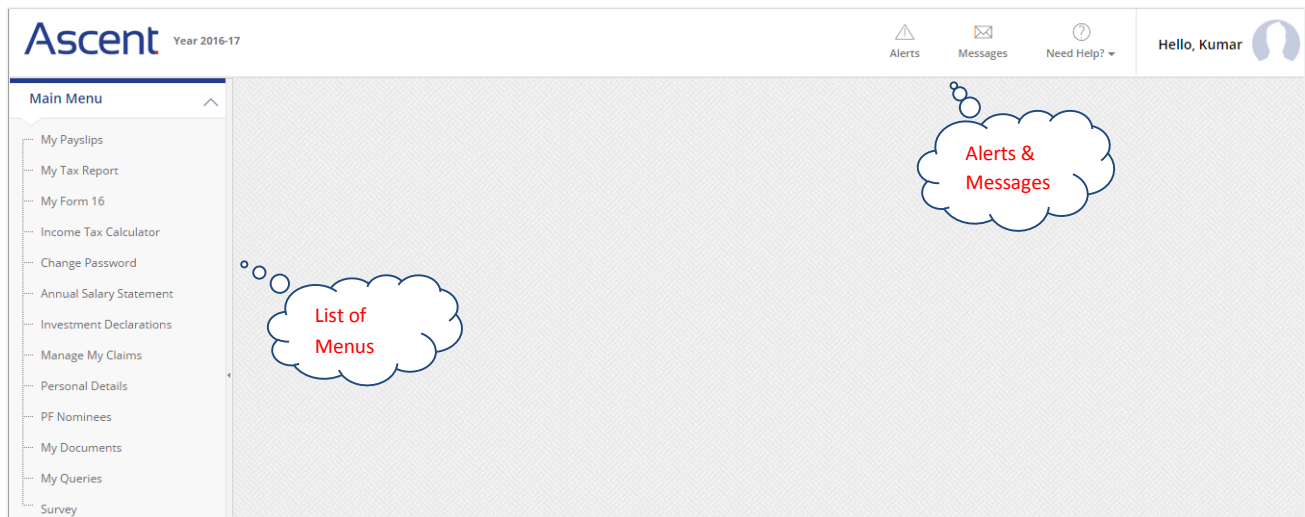 Ascent Year 2016-17
Alerts
Messages
Need Help?
Hello, Kumar
Main Menu
My Payslips
My Tax Report
My Form 16
Income Tax Calculator
Change Password
Annual Salary Statement
Investment Declarations
Manage My Claims
Personal Details
PF Nominees
My Documents
My Queries
Survey
List of
Menus
Alerts &
Messages